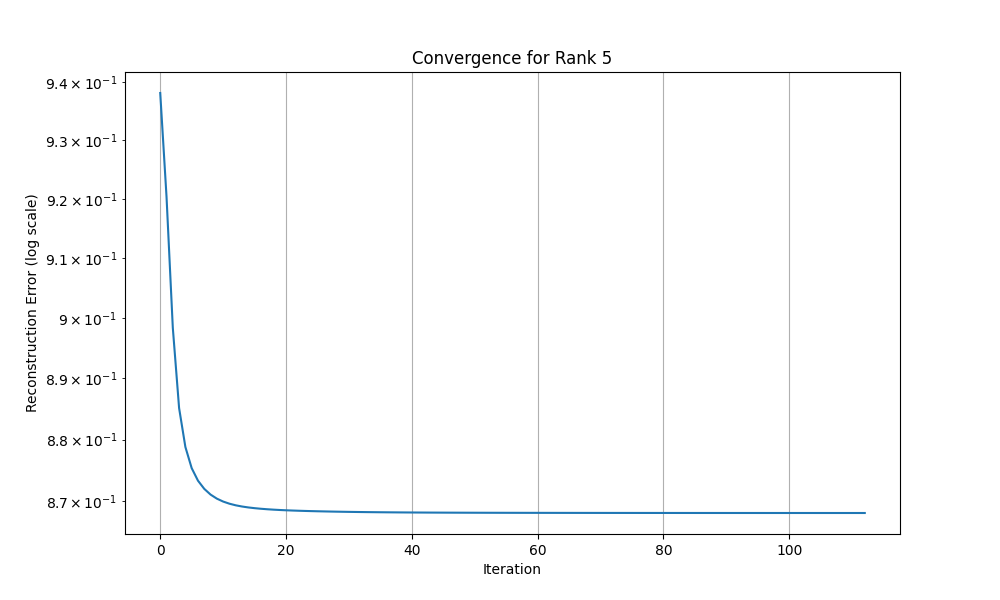 Convergence for Rank 5
9.4 × 10⁻¹
9.3 × 10⁻¹
9.2 × 10⁻¹
9.1 × 10⁻¹
9 × 10⁻¹
8.9 × 10⁻¹
8.8 × 10⁻¹
8.7 × 10⁻¹
Reconstruction Error (log scale)
0 20 40 60 80 100
Iteration